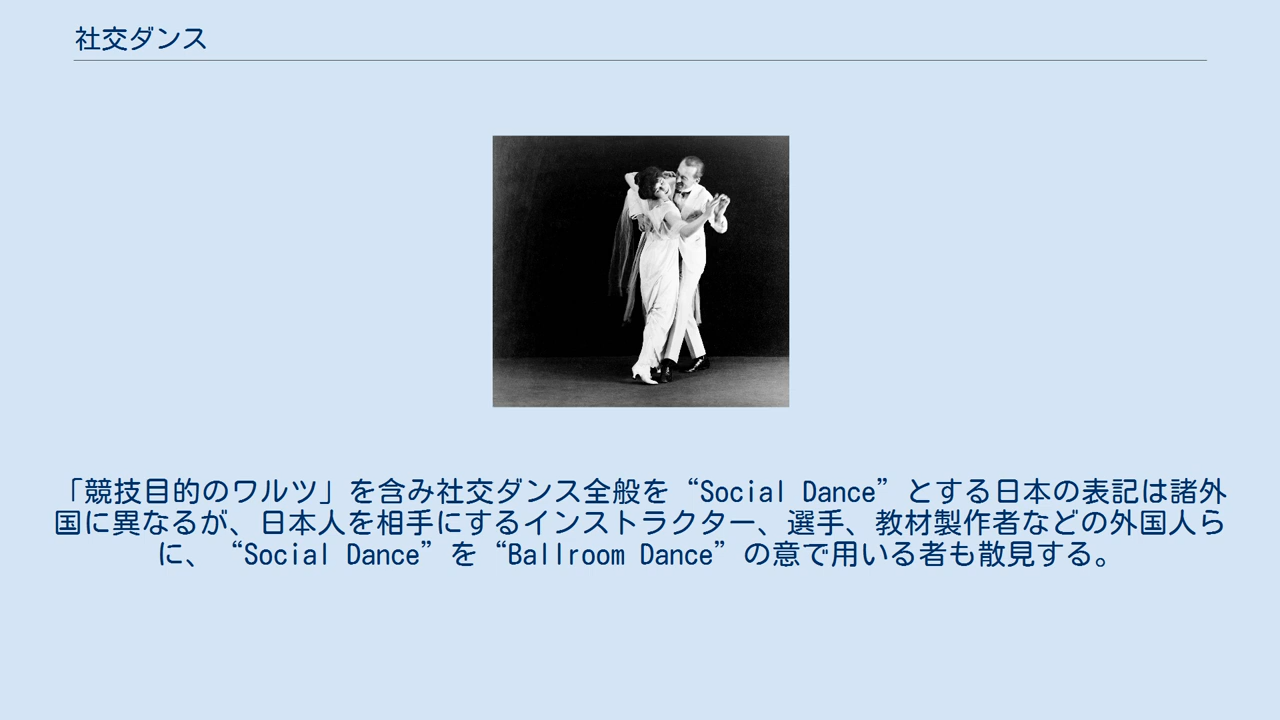 社交ダンス
「競技目的のワルツ」を含み社交ダンス全般を“Social Dance”とする日本の表記は諸外
国に異なるが、日本人を相手にするインストラクター、選手、教材製作者などの外国人ら
に、“Social Dance”を“Ballroom Dance”の意で用いる者も散見する。